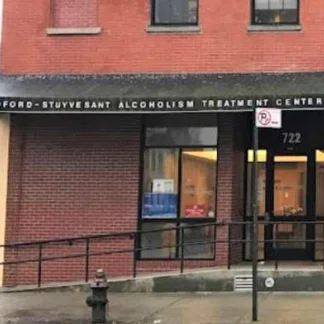 FORD-STUYVESANT ALCOHOLISM TREATMENT CENTER
722